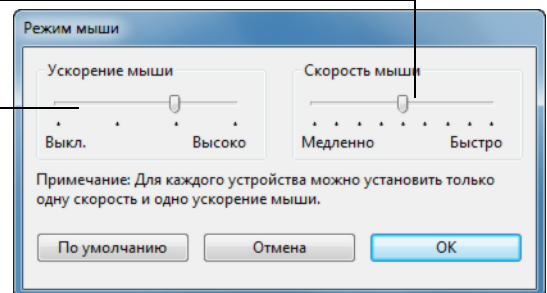 Режим мыши
Ускорение мыши
Скорость мыши
Выкл. Высоко
Медленно Быстро
Примечание: Для каждого устройства можно установить только
одну скорость и одно ускорение мыши.
По умолчанию
Отмена
OK